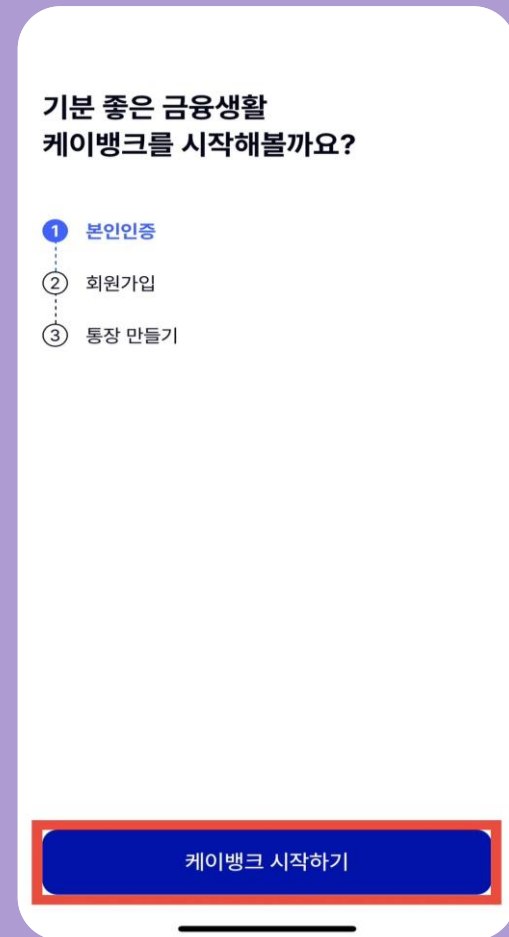 기분 좋은 금융생활
케이뱅크를 시작해볼까요?
1 본인인증
2 회원가입
3 통장 만들기
케이뱅크 시작하기